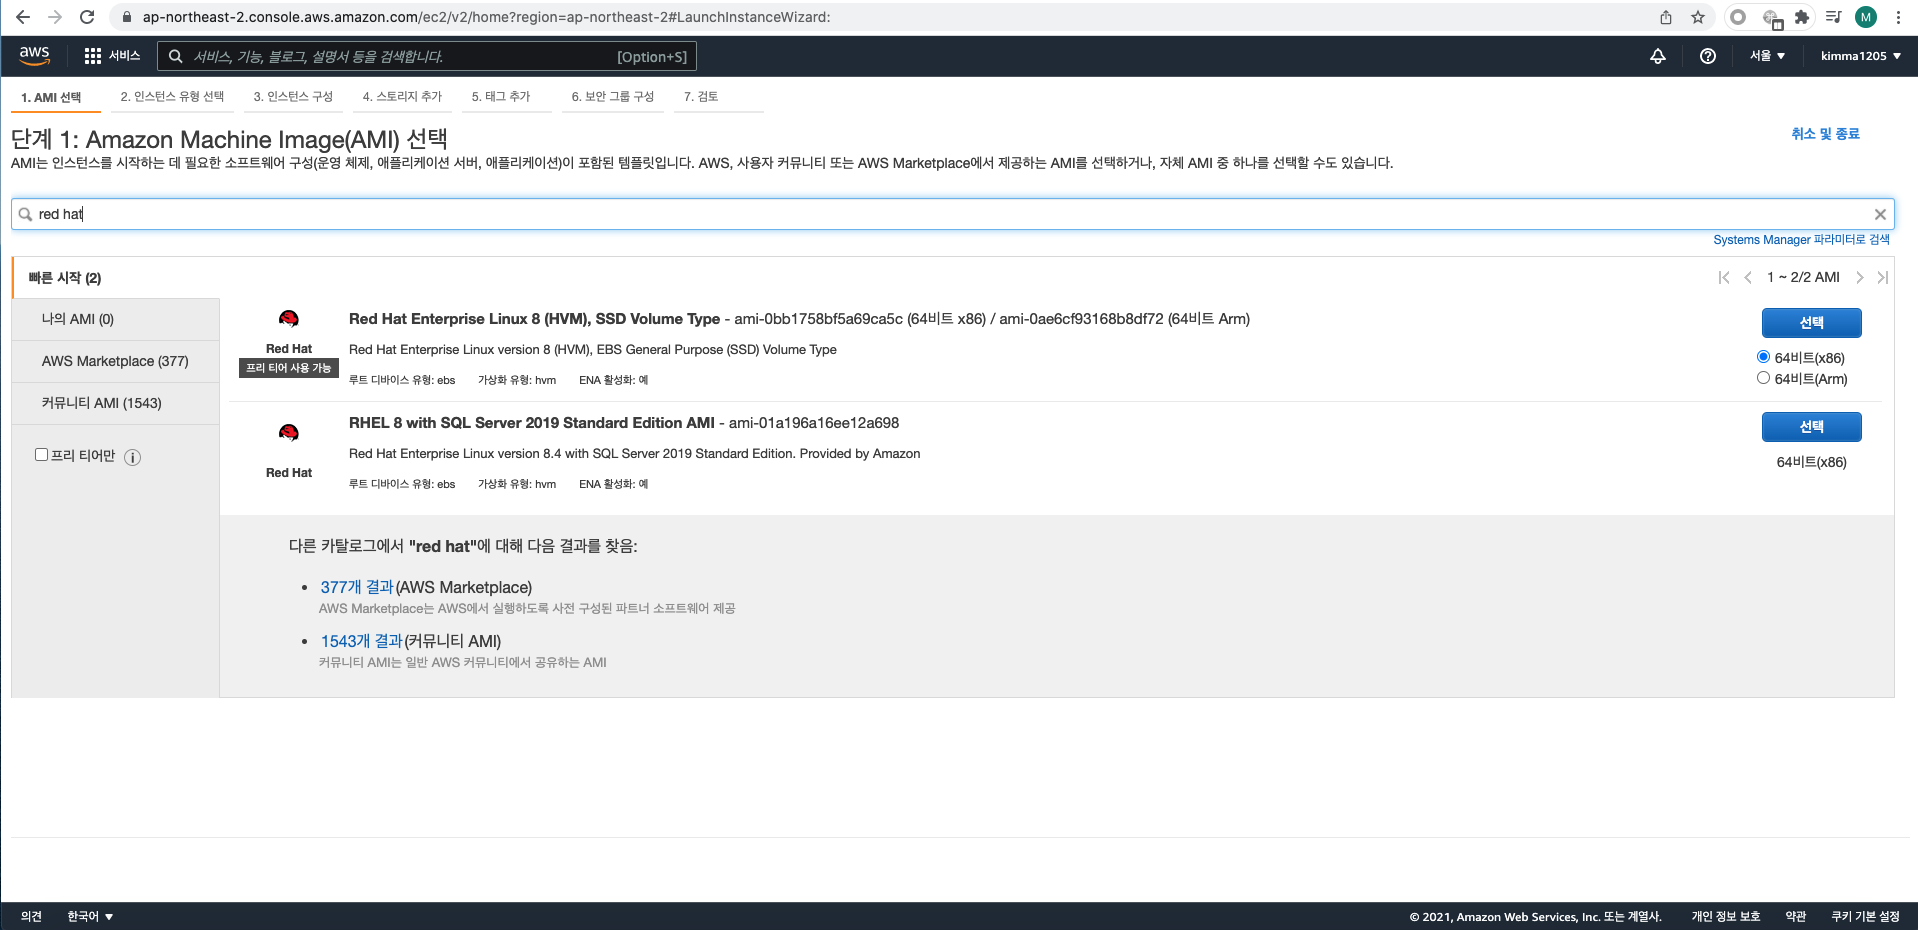 ap-northeast-2.console.aws.amazon.com/ec2/v2/home?region=ap-northeast-2#LaunchInstanceWizard:
M
aws
서비스
서비스, 기능, 블로그, 설명서 등을 검색합니다.
[Option+S]
서울
kimma1205
1. AMI 선택
2. 인스턴스 유형 선택
3. 인스턴스 구성
4. 스토리지 추가
5. 태그 추가
6. 보안 그룹 구성
7. 검토
단계 1: Amazon Machine Image(AMI) 선택
취소 및 종료
AMI는 인스턴스를 시작하는 데 필요한 소프트웨어 구성(운영 체제, 애플리케이션 서버, 애플리케이션)이 포함된 템플릿입니다. AWS, 사용자 커뮤니티 또는 AWS Marketplace에서 제공하는 AMI를 선택하거나, 자체 AMI 중 하나를 선택할 수도 있습니다.
red hat
Systems Manager 파라미터로 검색
빠른 시작 (2)
1 ~ 2/2 AMI
나의 AMI (0)
AWS Marketplace (377)
커뮤니티 AMI (1543)
프리 티어만
Red Hat
프리 티어 사용 가능
Red Hat Enterprise Linux 8 (HVM), SSD Volume Type - ami-0bb1758bf5a69ca5c (64비트 x86) / ami-0ae6cf93168b8df72 (64비트 Arm)
Red Hat Enterprise Linux version 8 (HVM), EBS General Purpose (SSD) Volume Type
루트 디바이스 유형: ebs 가상화 유형: hvm ENA 활성화: 예
선택
64비트(x86)
64비트(Arm)
Red Hat
RHEL 8 with SQL Server 2019 Standard Edition AMI - ami-01a196a16ee12a698
Red Hat Enterprise Linux version 8.4 with SQL Server 2019 Standard Edition. Provided by Amazon
루트 디바이스 유형: ebs 가상화 유형: hvm ENA 활성화: 예
선택
64비트(x86)
다른 카탈로그에서 "red hat"에 대해 다음 결과를 찾음:
377개 결과(AWS Marketplace)
AWS Marketplace는 AWS에서 실행하도록 사전 구성된 파트너 소프트웨어 제공
1543개 결과(커뮤니티 AMI)
커뮤니티 AMI는 일반 AWS 커뮤니티에서 공유하는 AMI
의견
한국어
© 2021, Amazon Web Services, Inc. 또는 계열사.
개인 정보 보호
약관
쿠키 기본 설정